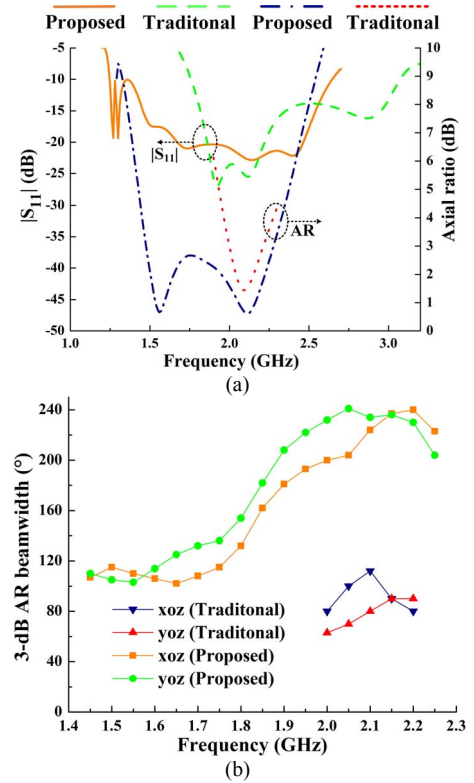 Proposed Traditonal Proposed Traditonal
-5 10
-10 9
-15 8
-20 7
-25 6
-30 5
-35 4
-40 3
-45 2
-50 1
0
|S11| (dB)
Axial ratio (dB)
|S11|
AR
1.0 1.5 2.0 2.5 3.0
Frequency (GHz)
(a)
240
200
160
120
80
40
0
3-dB AR beamwidth (°)
xoz (Traditonal)
yoz (Traditonal)
xoz (Proposed)
yoz (Proposed)
1.4 1.5 1.6 1.7 1.8 1.9 2.0 2.1 2.2 2.3
Frequency (GHz)
(b)